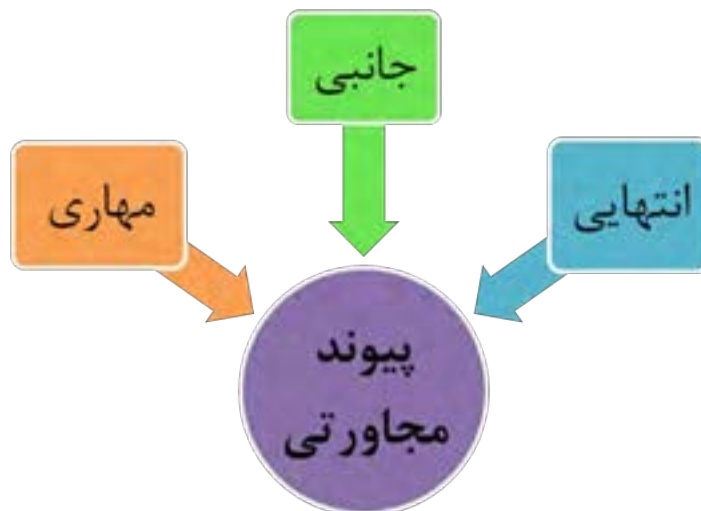 جانبی
انتهایی
مهاری
پیوند
مجاورتی